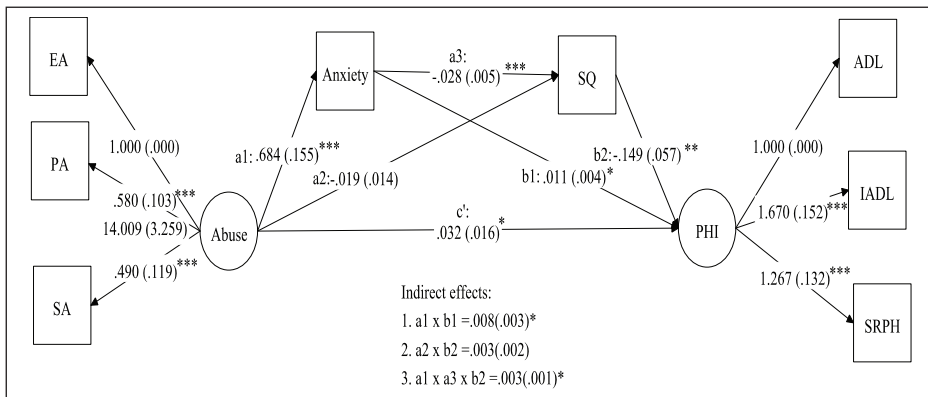 EA
PA
SA
Anxiety
SQ
ADL
IADL
SRPH
Abuse
PHI
a3:
-.028 (.005)***
1.000 (.000)
a1:.684 (.155)***
a2:-.019 (.014)
b1:.011 (.004)*
b2:-.149 (.057)**
1.000 (.000)
.580 (.103)***
14.009 (3.259)
.490 (.119)***
c':
.032 (.016)*
1.670 (.152)***
1.267 (.132)***
Indirect effects:
1. a1 x b1 =.008(.003)*
2. a2 x b2 =.003(.002)
3. a1 x a3 x b2 =.003(.001)*